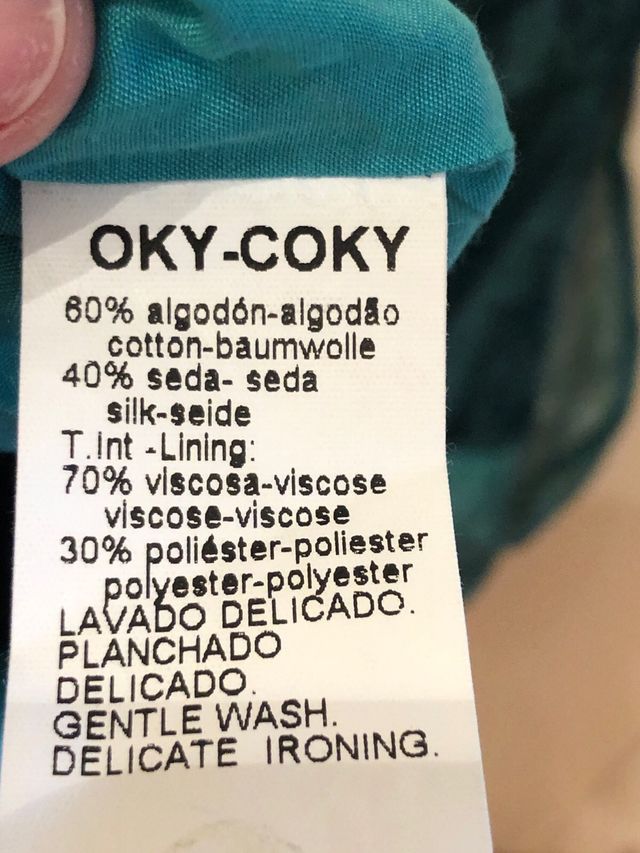 OKY-COKY
60% algodón-algodão
cotton-baumwolle
40% seda- seda
silk-seide
T.Int -Lining:
70% viscosa-viscose
viscose-viscose
30% poliéster-poliester
polyester-polyester
LAVADO DELICADO.
PLANCHADO
DELICADO.
GENTLE WASH.
DELICATE IRONING.